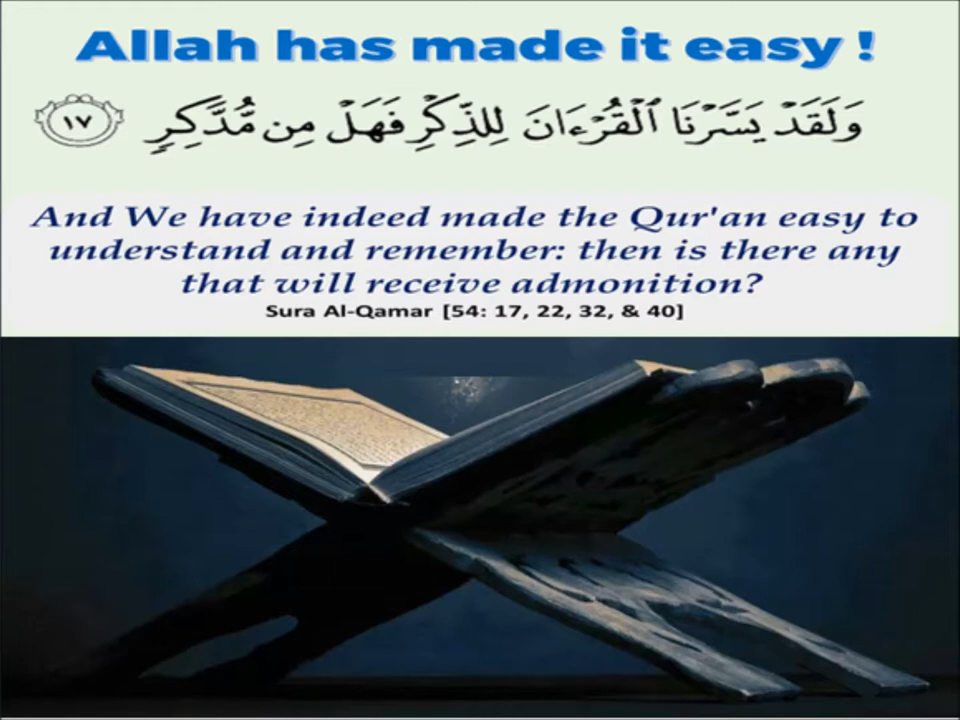 Allah has made it easy !
وَلَقَدْ يَسَّرْنَا ٱلْقُرْءَانَ لِلذِّكْرِ فَهَلْ مِن مُّدَّكِرٍ ١٧
And We have indeed made the Qur'an easy to
understand and remember: then is there any
that will receive admonition?
Sura Al-Qamar [54: 17, 22, 32, & 40]